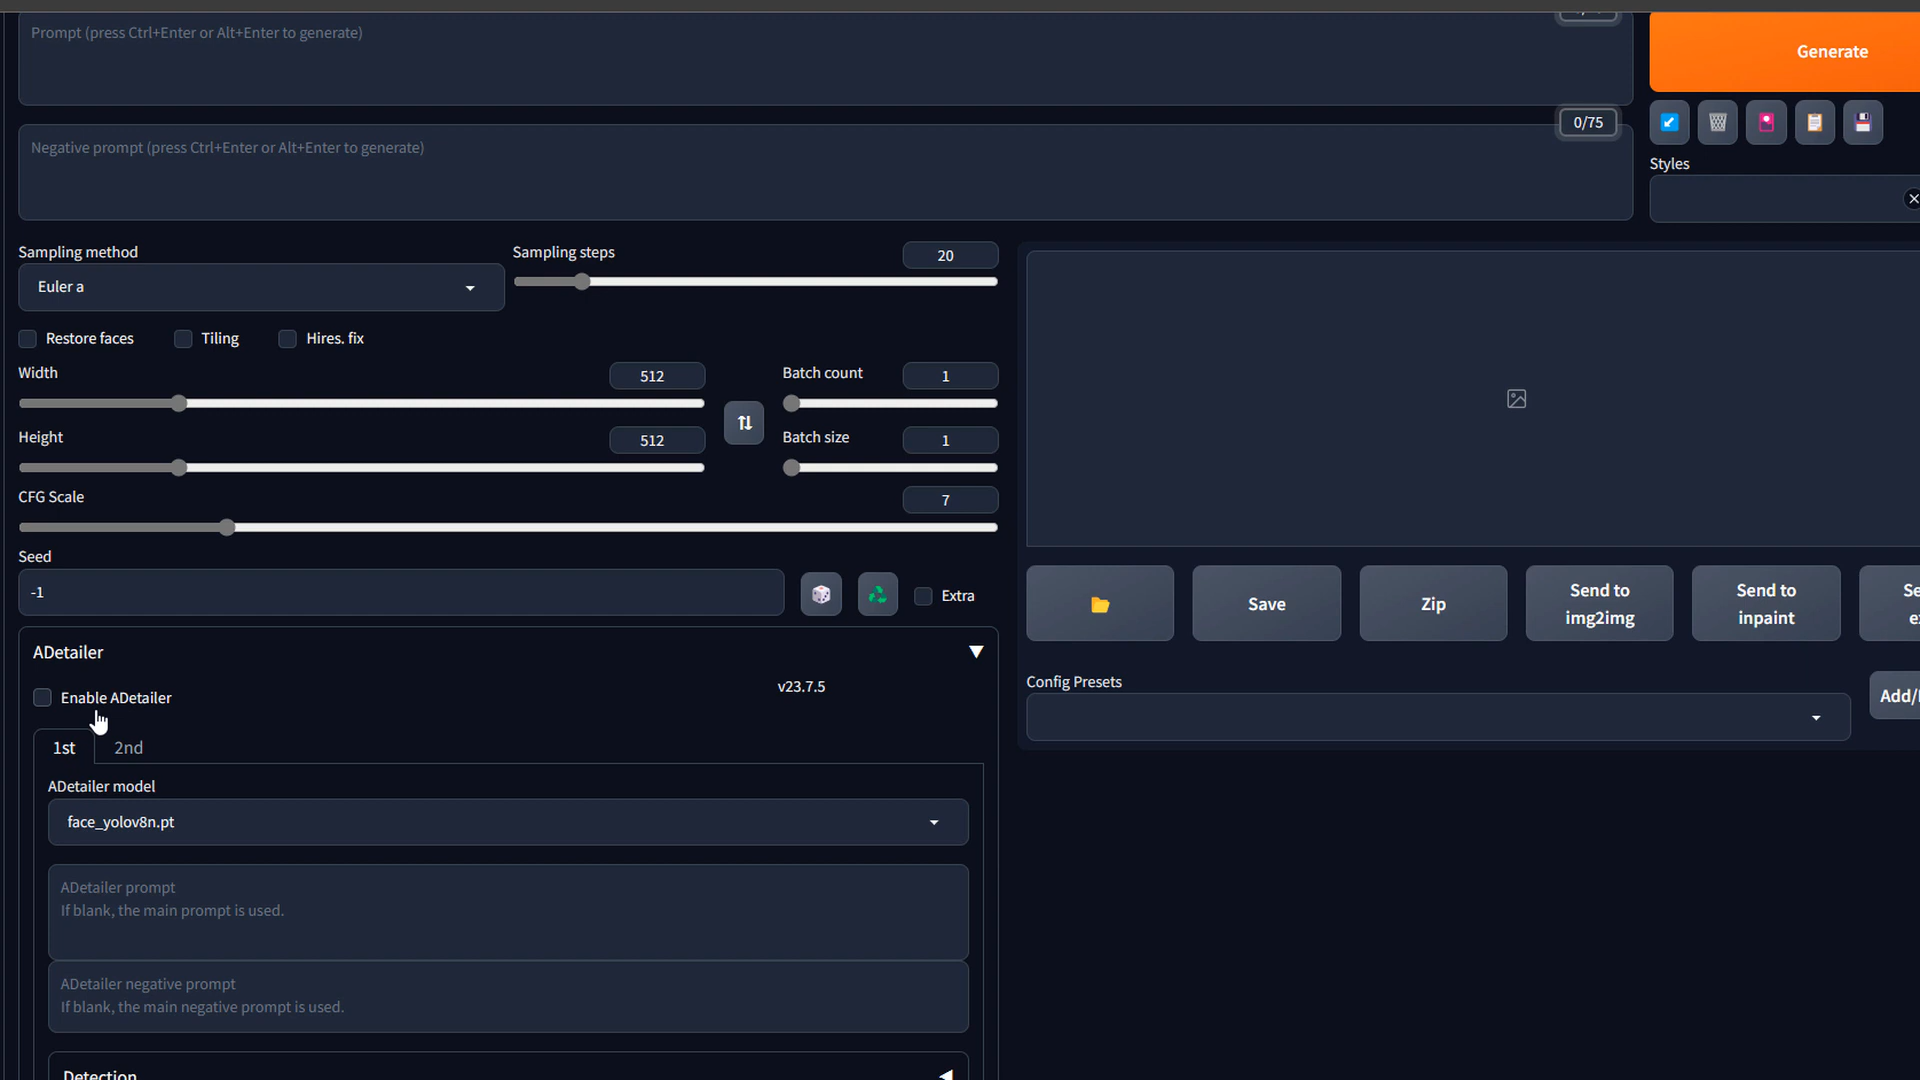 Prompt (press Ctrl+Enter or Alt+Enter to generate)
Generate
0/75
Negative prompt (press Ctrl+Enter or Alt+Enter to generate)
Styles
Sampling method
Sampling steps
20
Euler a
Restore faces
Tiling
Hires. fix
Width
512
Batch count
1
Height
512
Batch size
1
CFG Scale
7
Seed
-1
Extra
Save
Zip
Send to
img2img
Send to
inpaint
ADetailer
Enable ADetailer
v23.7.5
Config Presets
Add/
1st
2nd
ADetailer model
face_yolov8n.pt
ADetailer prompt
If blank, the main prompt is used.
ADetailer negative prompt
If blank, the main negative prompt is used.
Detection